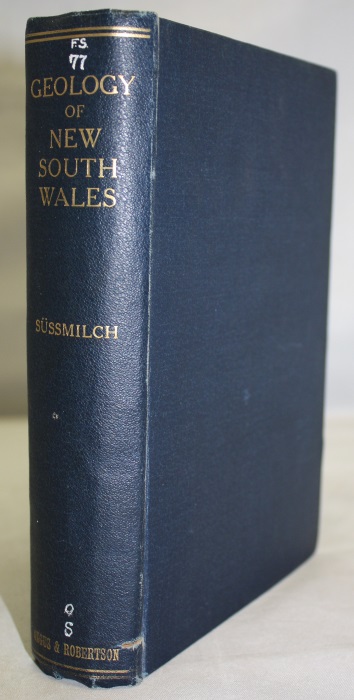 F.S.
77
GEOLOGY
OF
NEW
SOUTH
WALES
SÜSSMILCH
S
ANGUS & ROBERTSON